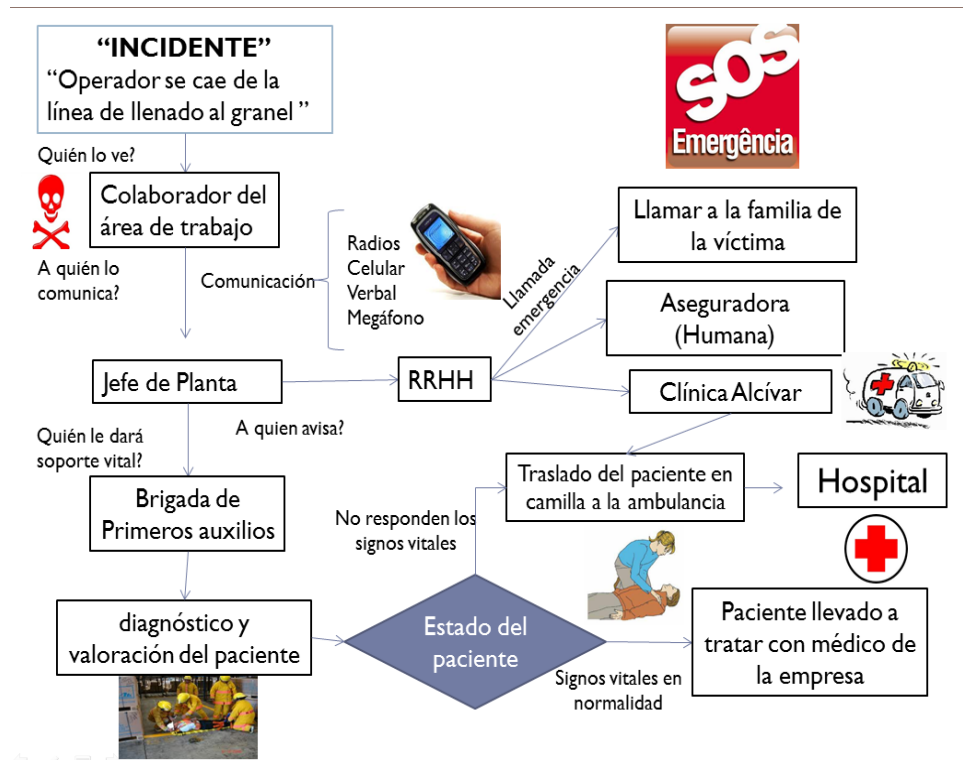 “INCIDENTE”
“Operador se cae de la
línea de llenado al granel ”
SOS
Emergência
Quién lo ve?
Colaborador del
área de trabajo
A quién lo
comunica?
Comunicación
Radios
Celular
Verbal
Megáfono
Llamada
emergencia
Llamar a la familia de
la víctima
Aseguradora
(Humana)
Jefe de Planta
RRHH
Clínica Alcívar
Quién le dará
soporte vital?
A quien avisa?
Brigada de
Primeros auxilios
Traslado del paciente en
camilla a la ambulancia
Hospital
No responden los
signos vitales
diagnóstico y
valoración del paciente
Estado del
paciente
Signos vitales en
normalidad
Paciente llevado a
tratar con médico de
la empresa